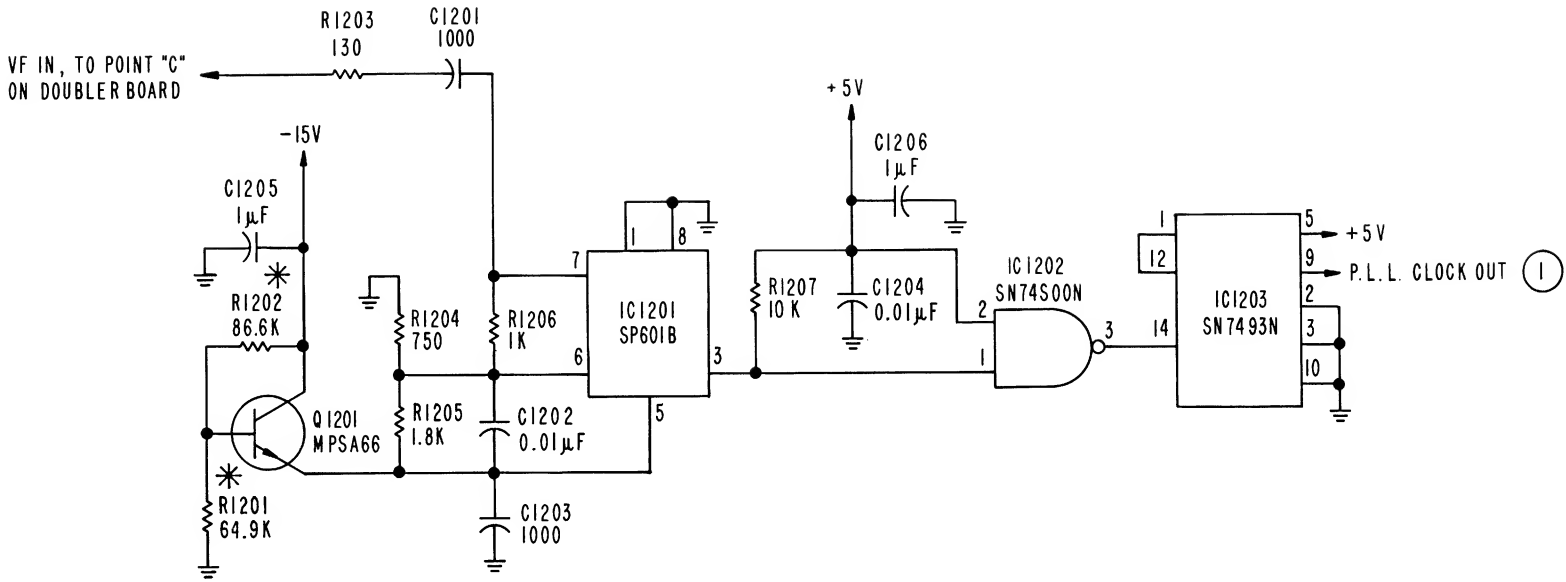 R1203
130
C1201
1000
VF IN, TO POINT "C"
ON DOUBLER BOARD
-15V
+5V
C1206
1µF
C1205
1µF
1
8
7
IC1201
SP601B
6
3
5
R1202
86.6K
R1204
750
R1206
1K
R1207
10K
C1204
0.01µF
IC1202
SN74S00N
2
1
3
1
12
14
IC1203
SN7493N
5
+5V
9
P.L.L. CLOCK OUT
1
2
3
10
Q1201
MPSA66
R1205
1.8K
C1202
0.01µF
R1201
64.9K
C1203
1000